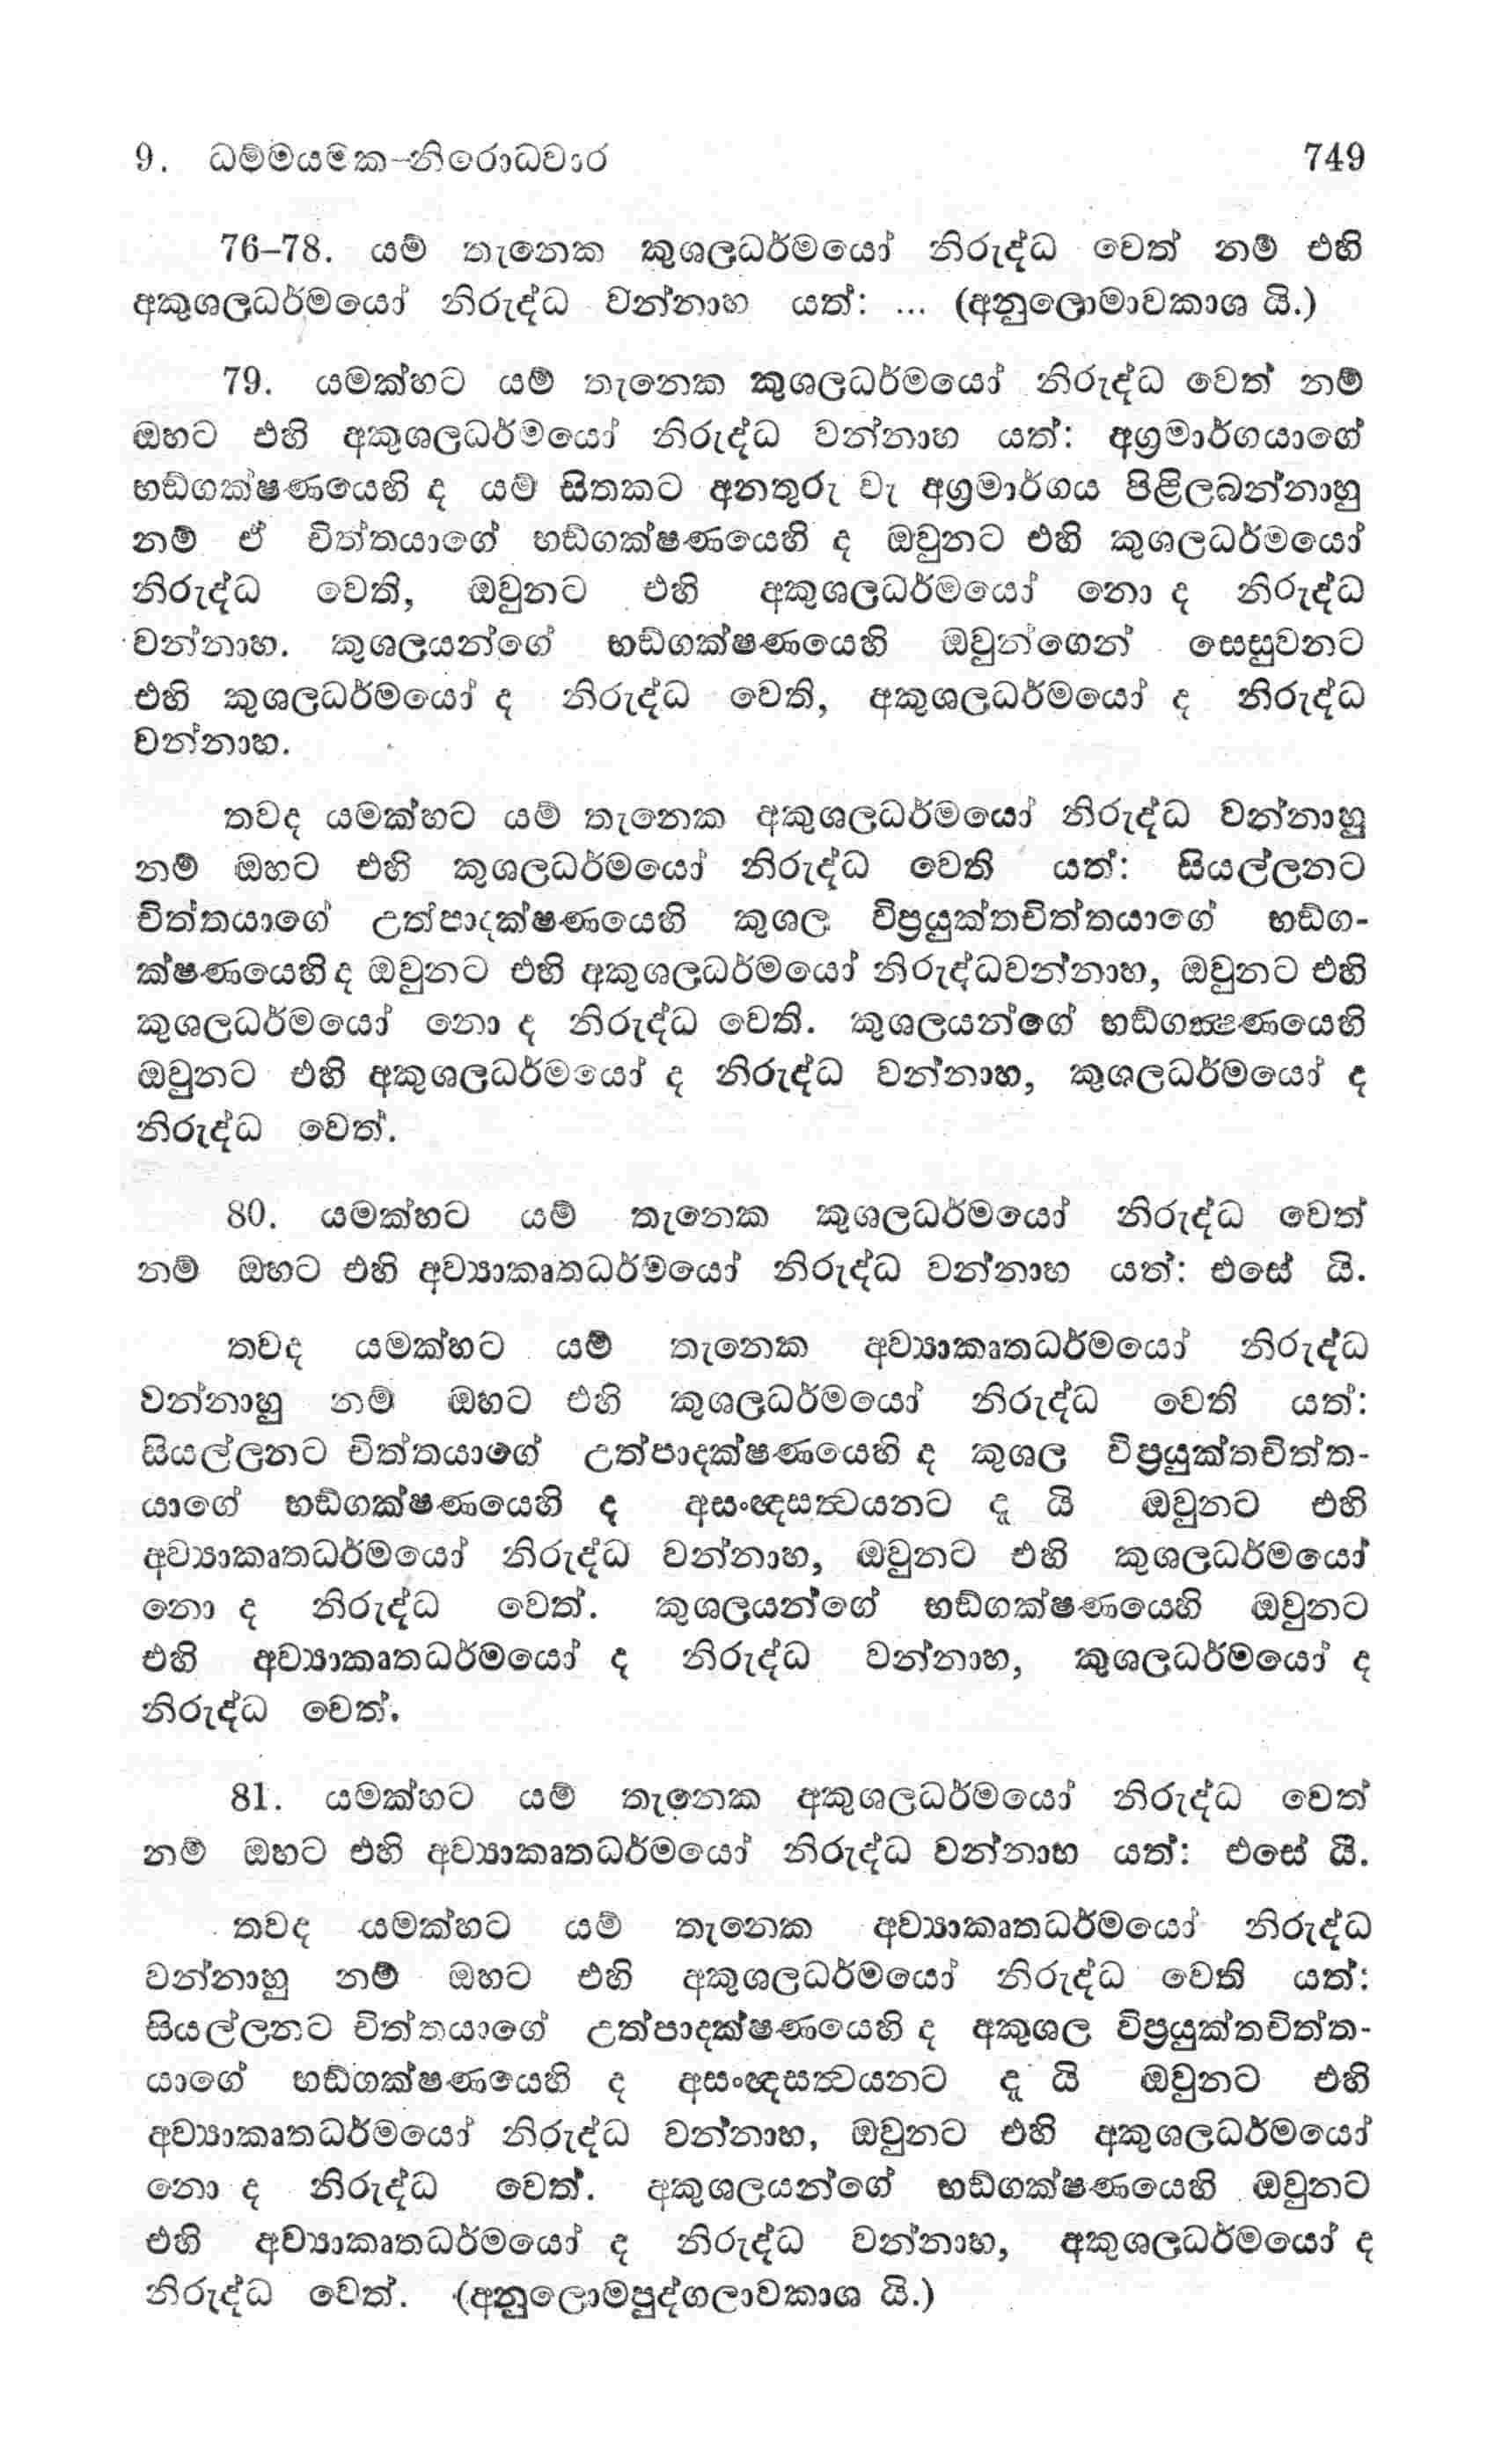 9. ධම්මයමක–නිරොධවාර 749
76–78. යම් තැනෙක කුශලධර්මයෝ නිරුද්ධ වෙත් නම් එහි
අකුශලධර්මයෝ නිරුද්ධ වන්නාහ යත්: ... (අනුලොමාවකාශ යි.)
79. යමක්හට යම් තැනෙක කුශලධර්මයෝ නිරුද්ධ වෙත් නම්
ඔහට එහි අකුශලධර්මයෝ නිරුද්ධ වන්නාහ යත්: අග්‍රමාර්ගයාගේ
භඞ්ගක්ෂණයෙහි ද යම් සිතකට අනතුරු වැ අග්‍රමාර්ගය පිළිලබන්නාහු
නම් ඒ චිත්තයාගේ භඞ්ගක්ෂණයෙහි ද ඔවුනට එහි කුශලධර්මයෝ
නිරුද්ධ වෙති, ඔවුනට එහි අකුශලධර්මයෝ නො ද නිරුද්ධ
වන්නාහ. කුශලයන්ගේ භඞ්ගක්ෂණයෙහි ඔවුන්ගෙන් සෙසුවනට
එහි කුශලධර්මයෝ ද නිරුද්ධ වෙති, අකුශලධර්මයෝ ද නිරුද්ධ
වන්නාහ.
තවද යමක්හට යම් තැනෙක අකුශලධර්මයෝ නිරුද්ධ වන්නාහු
නම් ඔහට එහි කුශලධර්මයෝ නිරුද්ධ වෙති යත්: සියල්ලනට
චිත්තයාගේ උත්පාදක්ෂණයෙහි කුශල විප්‍රයුක්තචිත්තයාගේ භඞ්ග-
ක්ෂණයෙහි ද ඔවුනට එහි අකුශලධර්මයෝ නිරුද්ධවන්නාහ, ඔවුනට එහි
කුශලධර්මයෝ නො ද නිරුද්ධ වෙති. කුශලයන්ගේ භඞ්ගක්‍ෂණයෙහි
ඔවුනට එහි අකුශලධර්මයෝ ද නිරුද්ධ වන්නාහ, කුශලධර්මයෝ ද
නිරුද්ධ වෙත්.
80. යමක්හට යම් තැනෙක කුශලධර්මයෝ නිරුද්ධ වෙත්
නම් ඔහට එහි අව්‍යාකෘතධර්මයෝ නිරුද්ධ වන්නාහ යත්: එසේ යි.
තවද යමක්හට යම් තැනෙක අව්‍යාකෘතධර්මයෝ නිරුද්ධ
වන්නාහු නම් ඔහට එහි කුශලධර්මයෝ නිරුද්ධ වෙති යත්:
සියල්ලනට චිත්තයාගේ උත්පාදක්ෂණයෙහි ද කුශල විප්‍රයුක්තචිත්ත-
යාගේ භඞ්ගක්ෂණයෙහි ද අසංඥසත්‍වයනට දු යි ඔවුනට එහි
අව්‍යාකෘතධර්මයෝ නිරුද්ධ වන්නාහ, ඔවුනට එහි කුශලධර්මයෝ
නො ද නිරුද්ධ වෙත්. කුශලයන්ගේ භඞ්ගක්ෂණයෙහි ඔවුනට
එහි අව්‍යාකෘතධර්මයෝ ද නිරුද්ධ වන්නාහ, කුශලධර්මයෝ ද
නිරුද්ධ වෙත්.
81. යමක්හට යම් තැනෙක අකුශලධර්මයෝ නිරුද්ධ වෙත්
නම් ඔහට එහි අව්‍යාකෘතධර්මයෝ නිරුද්ධ වන්නාහ යත්: එසේ යි.
තවද යමක්හට යම් තැනෙක අව්‍යාකෘතධර්මයෝ නිරුද්ධ
වන්නාහු නම් ඔහට එහි අකුශලධර්මයෝ නිරුද්ධ වෙති යත්:
සියල්ලනට චිත්තයාගේ උත්පාදක්ෂණයෙහි ද අකුශල විප්‍රයුක්තචිත්ත-
යාගේ භඞ්ගක්ෂණයෙහි ද අසංඥසත්‍වයනට දු යි ඔවුනට එහි
අව්‍යාකෘතධර්මයෝ නිරුද්ධ වන්නාහ, ඔවුනට එහි අකුශලධර්මයෝ
නො ද නිරුද්ධ වෙත්. අකුශලයන්ගේ භඞ්ගක්ෂණයෙහි ඔවුනට
එහි අව්‍යාකෘතධර්මයෝ ද නිරුද්ධ වන්නාහ, අකුශලධර්මයෝ ද
නිරුද්ධ වෙත්. (අනුලොමපුද්ගලාවකාශ යි.)